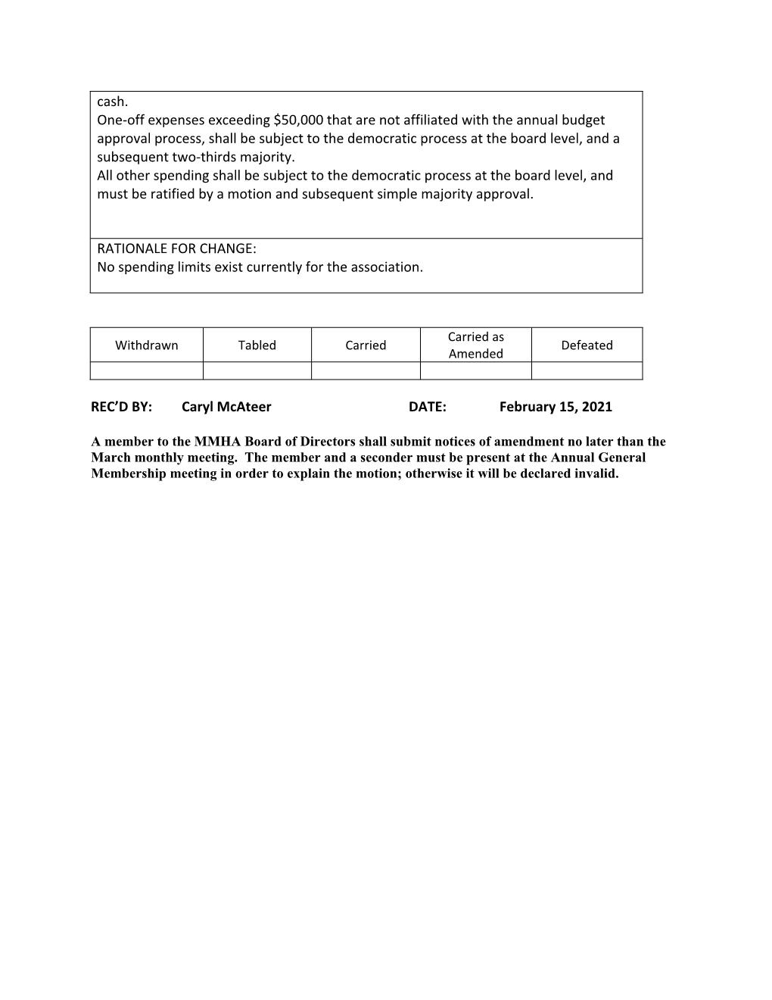 cash.
One-off expenses exceeding $50,000 that are not affiliated with the annual budget
approval process, shall be subject to the democratic process at the board level, and a
subsequent two-thirds majority.
All other spending shall be subject to the democratic process at the board level, and
must be ratified by a motion and subsequent simple majority approval.
RATIONALE FOR CHANGE:
No spending limits exist currently for the association.
Withdrawn Tabled Carried Carried as Amended Defeated
REC’D BY: Caryl McAteer DATE: February 15, 2021
A member to the MMHA Board of Directors shall submit notices of amendment no later than the
March monthly meeting.  The member and a seconder must be present at the Annual General
Membership meeting in order to explain the motion; otherwise it will be declared invalid.